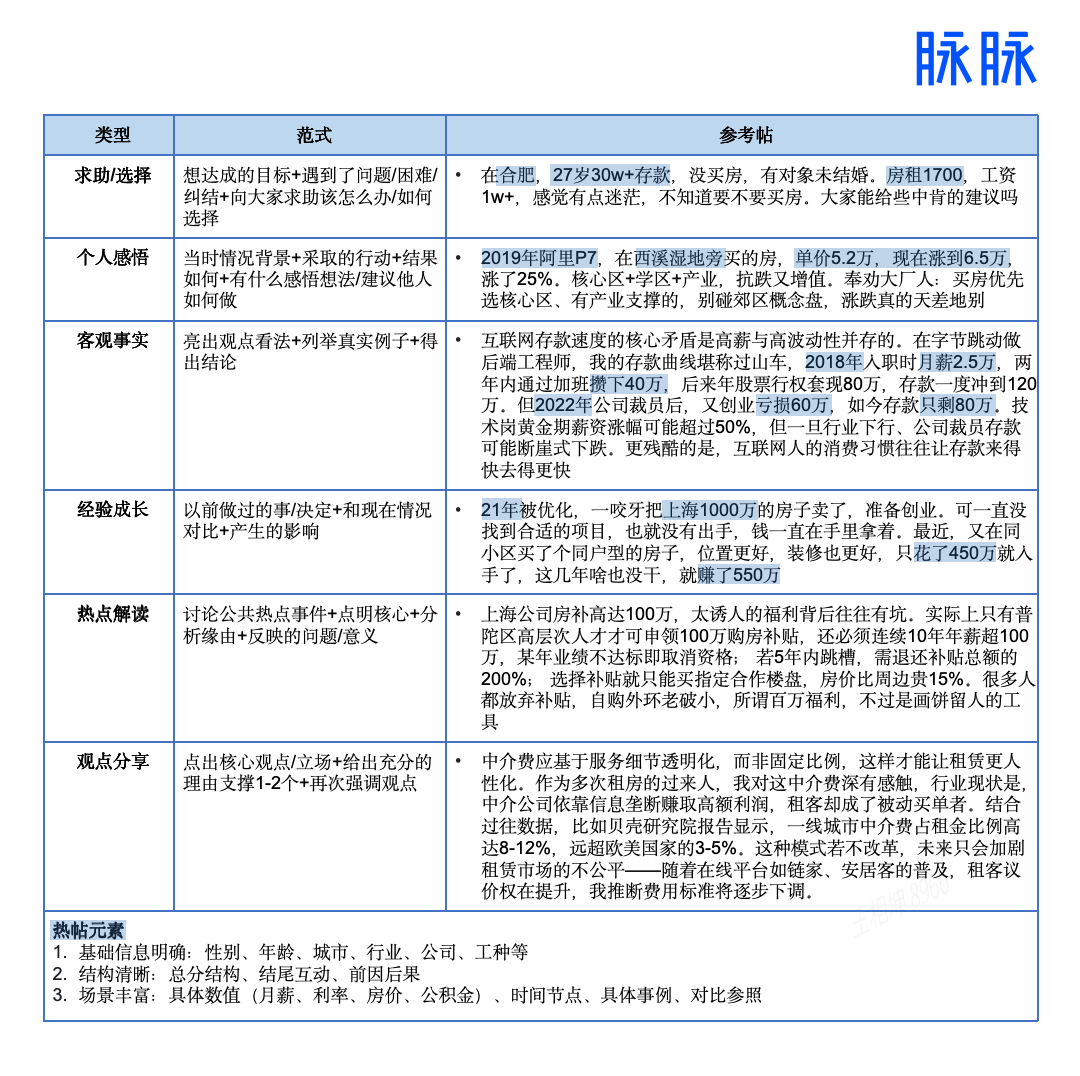 脉脉
类型 范式 参考帖
求助/选择
想达成的目标+遇到了问题/困难/
纠结+向大家求助该怎么办/如何
选择
• 在合肥，27岁30w+存款，没买房，有对象未结婚。房租1700，工资
1w+，感觉有点迷茫，不知道要不要买房。大家能给些中肯的建议吗
个人感悟
当时情况背景+采取的行动+结果
如何+有什么感悟想法/建议他人
如何做
• 2019年阿里P7，在西溪湿地旁买的房，单价5.2万，现在涨到6.5万，
涨了25%。核心区+学区+产业，抗跌又增值。奉劝大厂人：买房优先
选核心区、有产业支撑的，别碰郊区概念盘，涨跌真的天差地别
客观事实
亮出观点看法+列举真实例子+得
出结论
• 互联网存款速度的核心矛盾是高薪与高波动性并存的。在字节跳动做
后端工程师，我的存款曲线堪称过山车，2018年入职时月薪2.5万，两
年内通过加班攒下40万，后来年股票行权套现80万，存款一度冲到120
万。但2022年公司裁员后，又创业亏损60万，如今存款只剩80万。技
术岗黄金期薪资涨幅可能超过50%，但一旦行业下行、公司裁员存款
可能断崖式下跌。更残酷的是，互联网人的消费习惯往往让存款来得
快去得更快
经验成长
以前做过的事/决定+和现在情况
对比+产生的影响
• 21年被优化，一咬牙把上海1000万的房子卖了，准备创业。可一直没
找到合适的项目，也就没有出手，钱一直在手里拿着。最近，又在同
小区买了个同户型的房子，位置更好，装修也更好，只花了450万就入
手了，这几年啥也没干，就赚了550万
热点解读
讨论公共热点事件+点明核心+分
析缘由+反映的问题/意义
• 上海公司房补高达100万，太诱人的福利背后往往有坑。实际上只有普
陀区高层次人才才可申领100万购房补贴，还必须连续10年年薪超100
万，某年业绩不达标即取消资格； 若5年内跳槽，需退还补贴总额的
200%； 选择补贴就只能买指定合作楼盘，房价比周边贵15%。很多人
都放弃补贴，自购外环老破小，所谓百万福利，不过是画饼留人的工
具
观点分享
点出核心观点/立场+给出充分的
理由支撑1-2个+再次强调观点
• 中介费应基于服务细节透明化，而非固定比例，这样才能让租赁更人
性化。作为多次租房的过来人，我对这中介费深有感触，行业现状是，
中介公司依靠信息垄断赚取高额利润，租客却成了被动买单者。结合
过往数据，比如贝壳研究院报告显示，一线城市中介费占租金比例高
达8-12%，远超欧美国家的3-5%。这种模式若不改革，未来只会加剧
租赁市场的不公平——随着在线平台如链家、安居客的普及，租客议
价权在提升，我推断费用标准将逐步下调。
热帖元素
1. 基础信息明确：性别、年龄、城市、行业、公司、工种等
2. 结构清晰：总分结构、结尾互动、前因后果
3. 场景丰富：具体数值（月薪、利率、房价、公积金）、时间节点、具体事例、对比参照